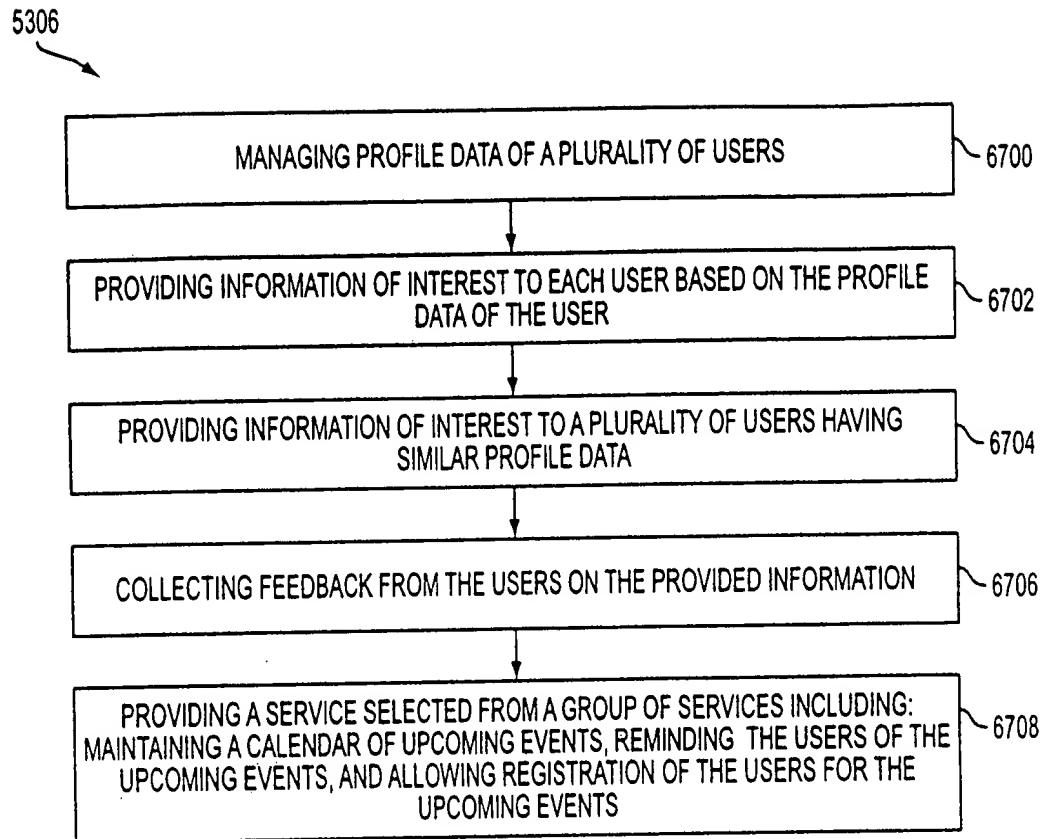 5306
MANAGING PROFILE DATA OF A PLURALITY OF USERS
6700
PROVIDING INFORMATION OF INTEREST TO EACH USER BASED ON THE PROFILE
DATA OF THE USER
6702
PROVIDING INFORMATION OF INTEREST TO A PLURALITY OF USERS HAVING
SIMILAR PROFILE DATA
6704
COLLECTING FEEDBACK FROM THE USERS ON THE PROVIDED INFORMATION
6706
PROVIDING A SERVICE SELECTED FROM A GROUP OF SERVICES INCLUDING:
MAINTAINING A CALENDAR OF UPCOMING EVENTS, REMINDING THE USERS OF THE
UPCOMING EVENTS, AND ALLOWING REGISTRATION OF THE USERS FOR THE
UPCOMING EVENTS
6708